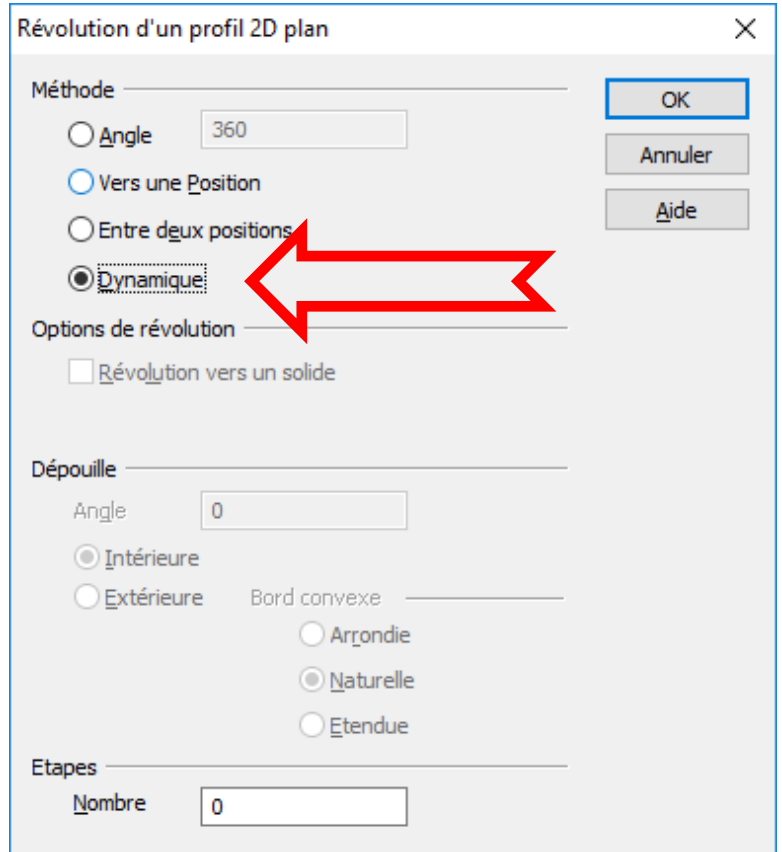 Révolution d'un profil 2D plan
Méthode
OK
Angle 360
Annuler
Vers une Position
Aide
Entre deux positions
Dynamique
Options de révolution
Révolution vers un solide
Dépouille
Angle 0
Intérieure
Extérieure Bord convexe
Arrondie
Naturelle
Etendue
Etapes
Nombre 0